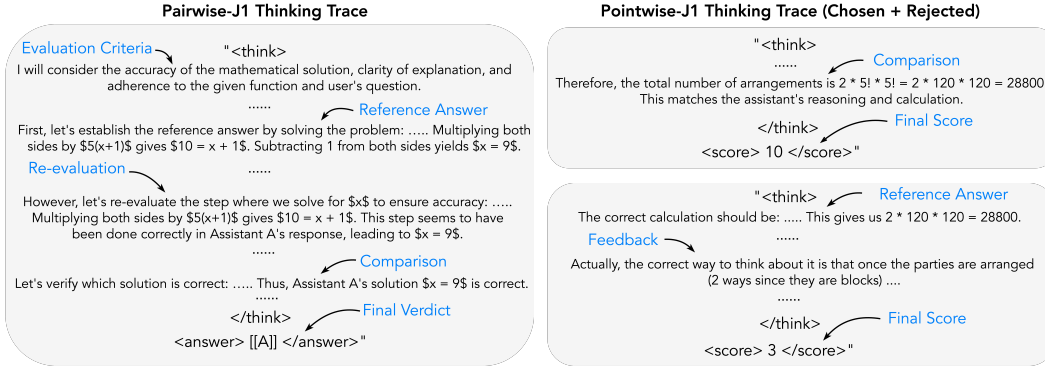 Pairwise-J1 Thinking Trace
Evaluation Criteria
"<think>
......
I will consider the accuracy of the mathematical solution, clarity of explanation, and
adherence to the given function and user's question.
......
Reference Answer
First, let's establish the reference answer by solving the problem: ..... Multiplying both
sides by $5(x+1)$ gives $10 = x + 1$. Subtracting 1 from both sides yields $x = 9$.
Re-evaluation
......
However, let's re-evaluate the step where we solve for $x$ to ensure accuracy: .....
Multiplying both sides by $5(x+1)$ gives $10 = x + 1$. This step seems to have
been done correctly in Assistant A's response, leading to $x = 9$.
......
Comparison
Let's verify which solution is correct: ..... Thus, Assistant A's solution $x = 9$ is correct.
......
</think>
Final Verdict
<answer> [[A]] </answer>"
Pointwise-J1 Thinking Trace (Chosen + Rejected)
"<think>
......
Comparison
Therefore, the total number of arrangements is 2 * 5! * 5! = 2 * 120 * 120 = 28800
This matches the assistant's reasoning and calculation.
......
</think>
Final Score
<score> 10 </score>"
"<think>
Reference Answer
The correct calculation should be: ..... This gives us 2 * 120 * 120 = 28800.
......
Feedback
Actually, the correct way to think about it is that once the parties are arranged
(2 ways since they are blocks) ....
......
</think>
Final Score
<score> 3 </score>"